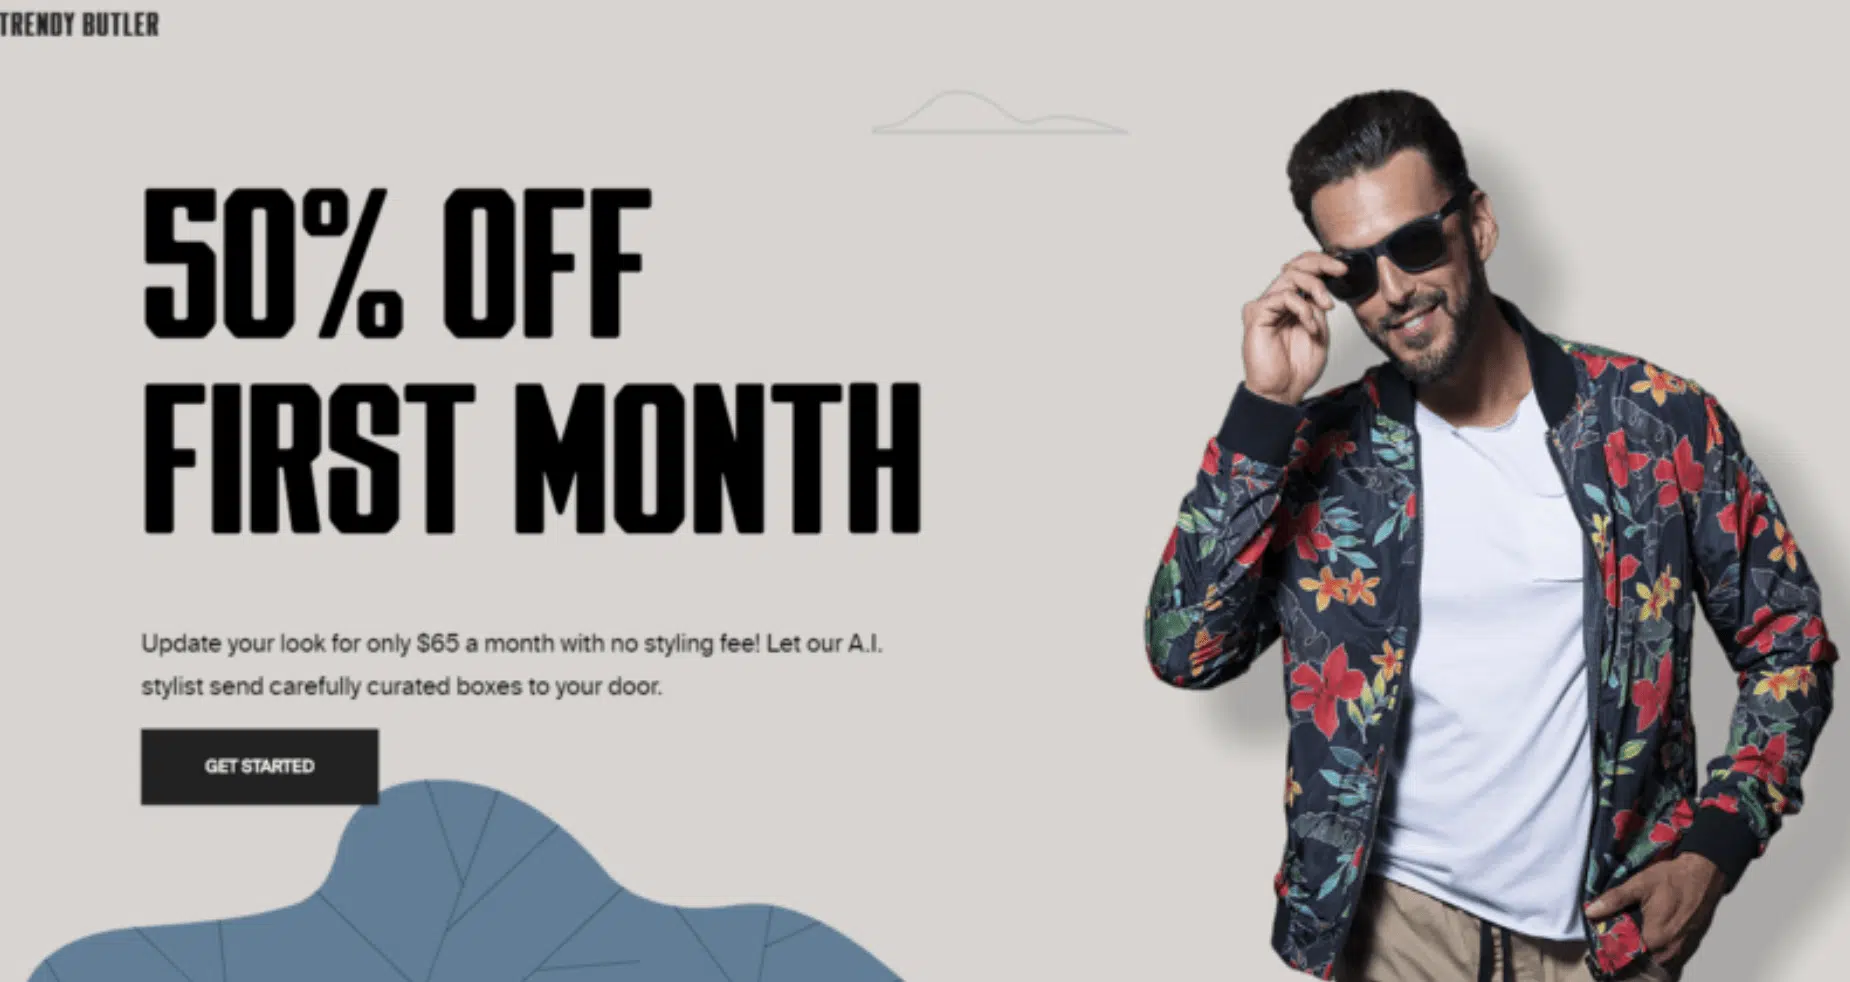 TRENDY BUTLER
50% OFF
FIRST MONTH
Update your look for only $65 a month with no styling fee! Let our A.I.
stylist send carefully curated boxes to your door.
GET STARTED